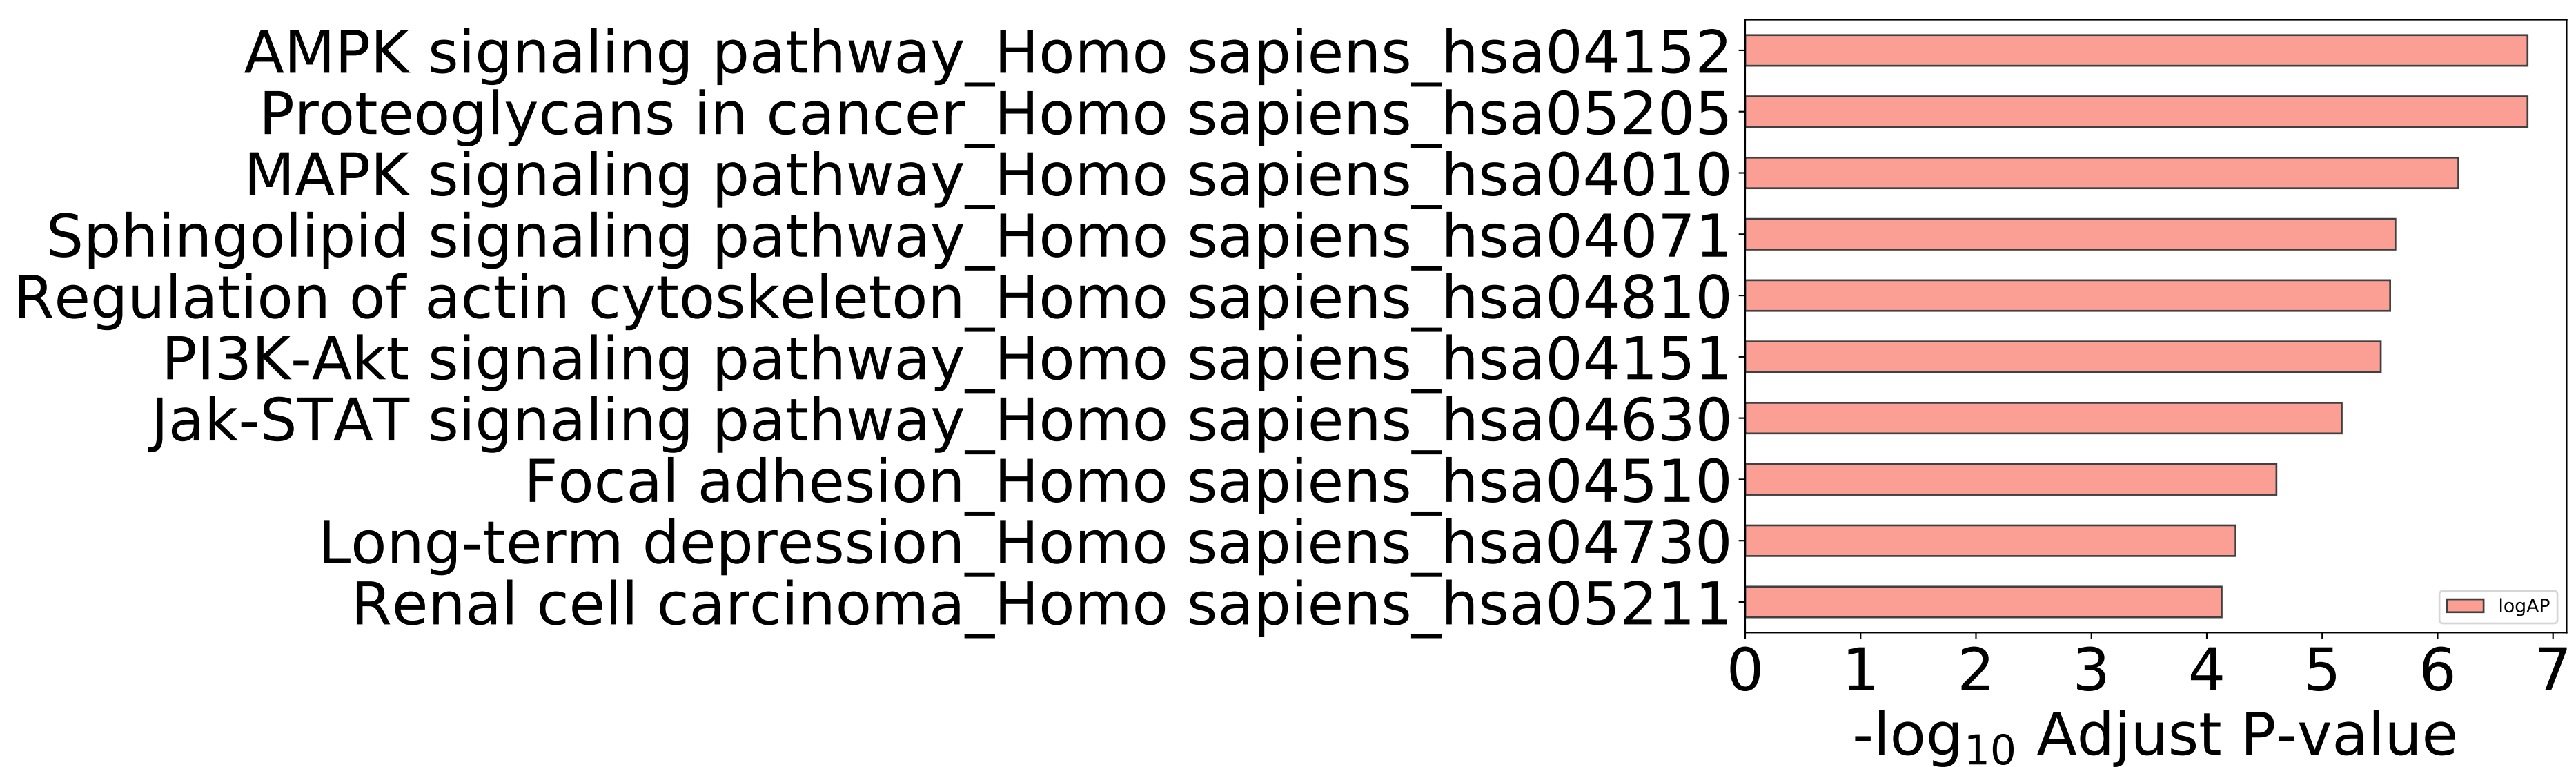 AMPK signaling pathway_Homo sapiens_hsa04152
Proteoglycans in cancer_Homo sapiens_hsa05205
MAPK signaling pathway_Homo sapiens_hsa04010
Sphingolipid signaling pathway_Homo sapiens_hsa04071
Regulation of actin cytoskeleton_Homo sapiens_hsa04810
PI3K-Akt signaling pathway_Homo sapiens_hsa04151
Jak-STAT signaling pathway_Homo sapiens_hsa04630
Focal adhesion_Homo sapiens_hsa04510
Long-term depression_Homo sapiens_hsa04730
Renal cell carcinoma_Homo sapiens_hsa05211
logAP
0 1 2 3 4 5 6 7
-log₁₀ Adjust P-value